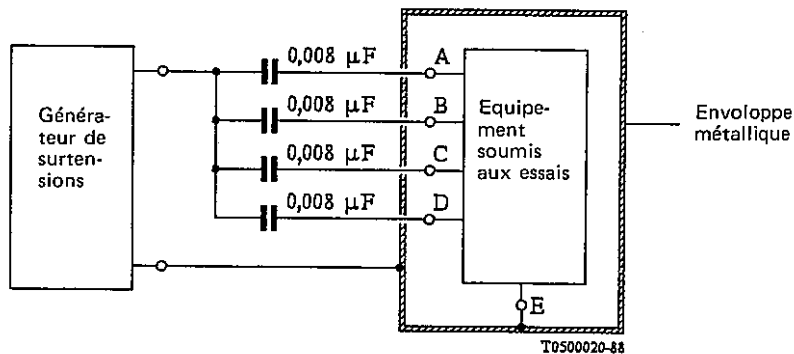 0,008 µF
A
0,008 µF
B
0,008 µF
C
0,008 µF
D
Généra-
teur de
surten-
sions
Equipe-
ment
soumis
aux essais
E
Envoloppe
métallique
T0500020-88